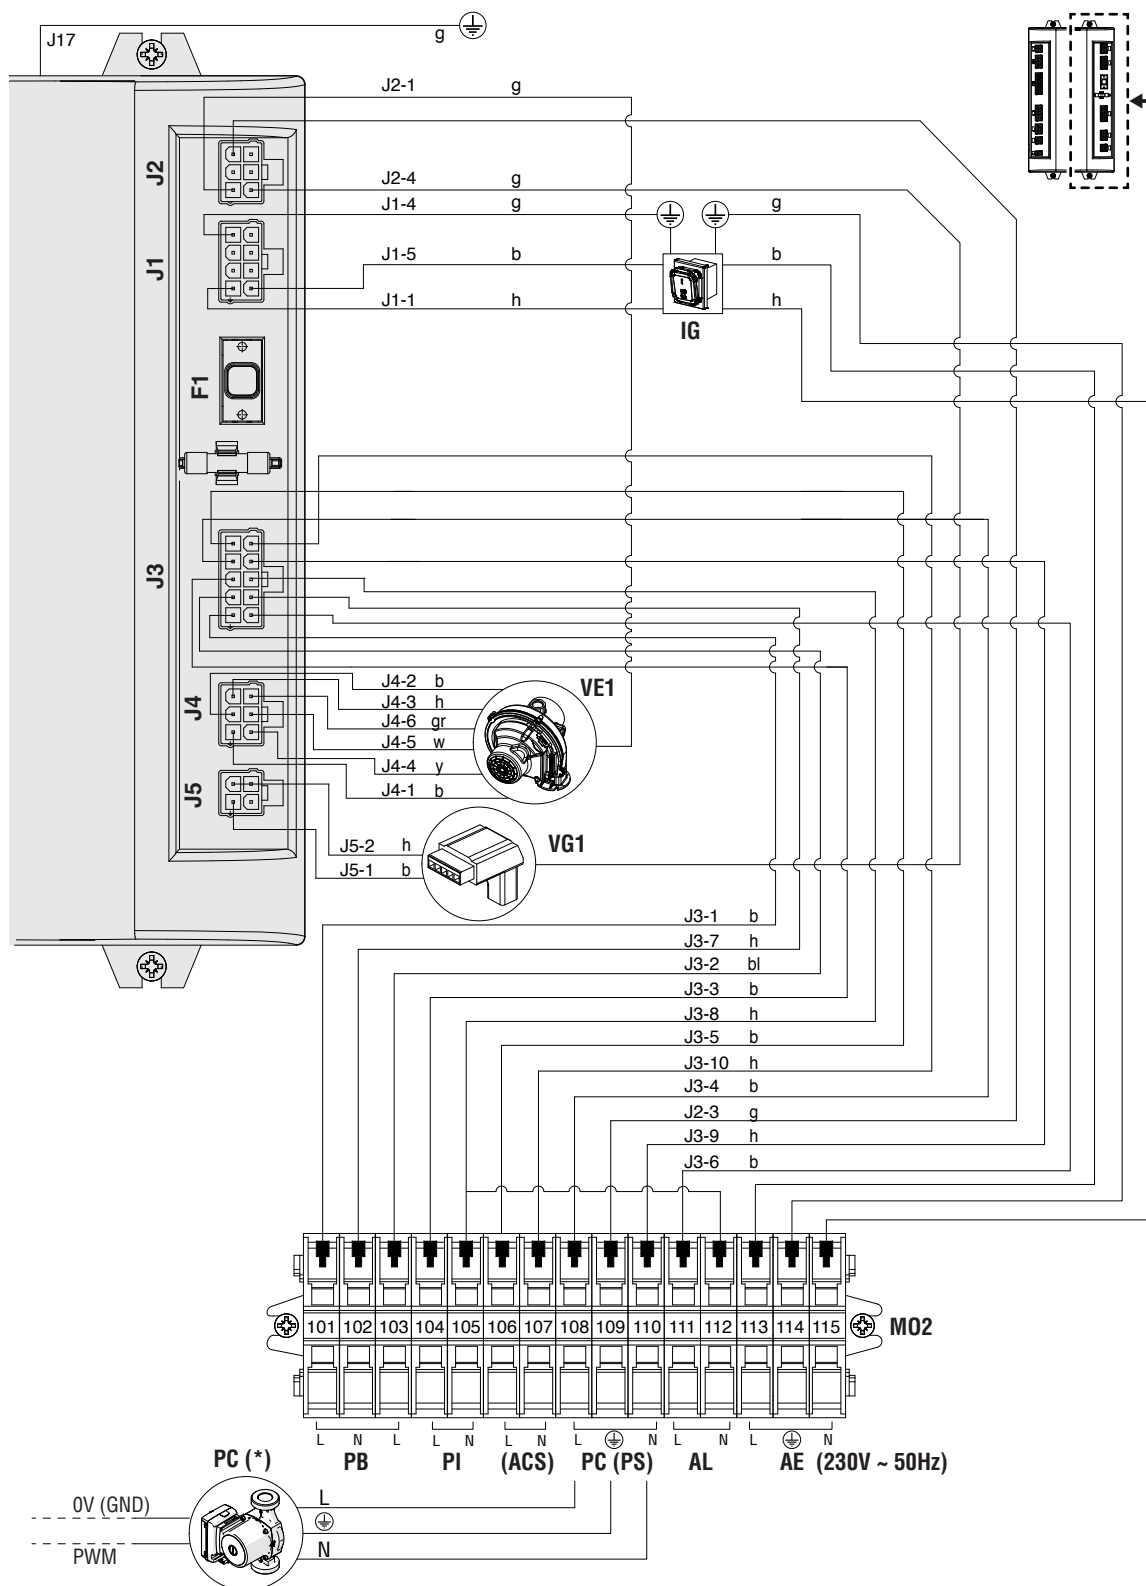 J17 g
J2-1 g
J2
J2-4 g
J1-4 g g
J1
J1-5 b b
J1-1 h h
IG
F1
J3
J4
J4-2 b
J4-3 h
J4-6 gr
J4-5 w
J4-4 y
J4-1 b
VE1
J5
J5-2 h
J5-1 b
VG1
J3-1 b
J3-7 h
J3-2 bl
J3-3 b
J3-8 h
J3-5 b
J3-10 h
J3-4 b
J2-3 g
J3-9 h
J3-6 b
101 102 103 104 105 106 107 108 109 110 111 112 113 114 115 M02
L N L L N L N L N L N L N
PC (*) PB PI (ACS) PC (PS) AL AE (230V ~ 50Hz)
0V (GND) L
PWM N